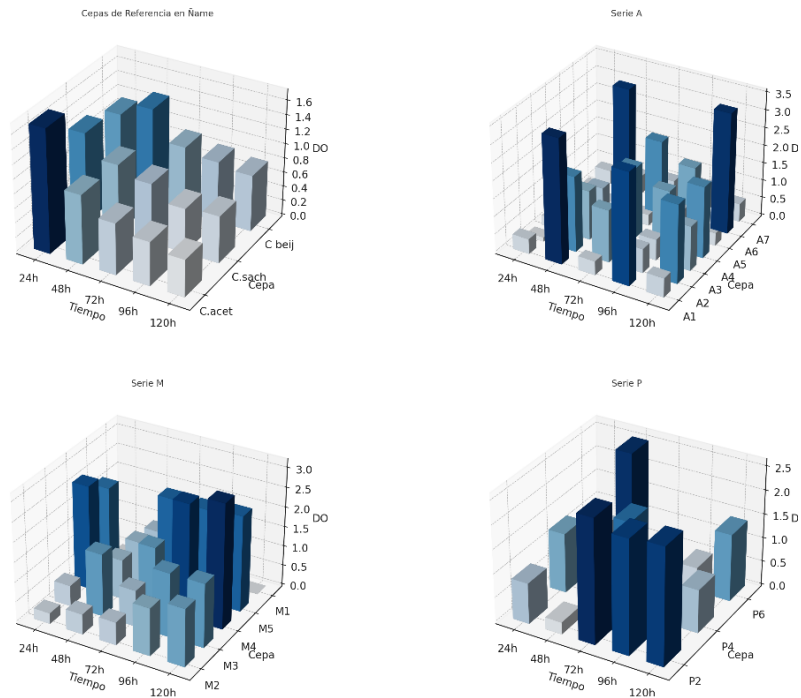 Cepas de Referencia en Ñame
1.6
1.4
1.2
1.0
0.8
0.6
0.4
0.2
0.0
DO
24h
48h
72h
96h
120h
Tiempo
C.acet
C.sach
C beij
Cepa
Serie A
3.5
3.0
2.5
2.0
1.5
1.0
0.5
0.0
D
24h
48h
72h
96h
120h
Tiempo
A1
A2
A3
A4
A5
A6
A7
Cepa
Serie M
3.0
2.5
2.0
1.5
1.0
0.5
0.0
DO
24h
48h
72h
96h
120h
Tiempo
M2
M3
M4
M5
M1
Cepa
Serie P
2.5
2.0
1.5
1.0
0.5
0.0
D
24h
48h
72h
96h
120h
Tiempo
P2
P4
P6
Cepa